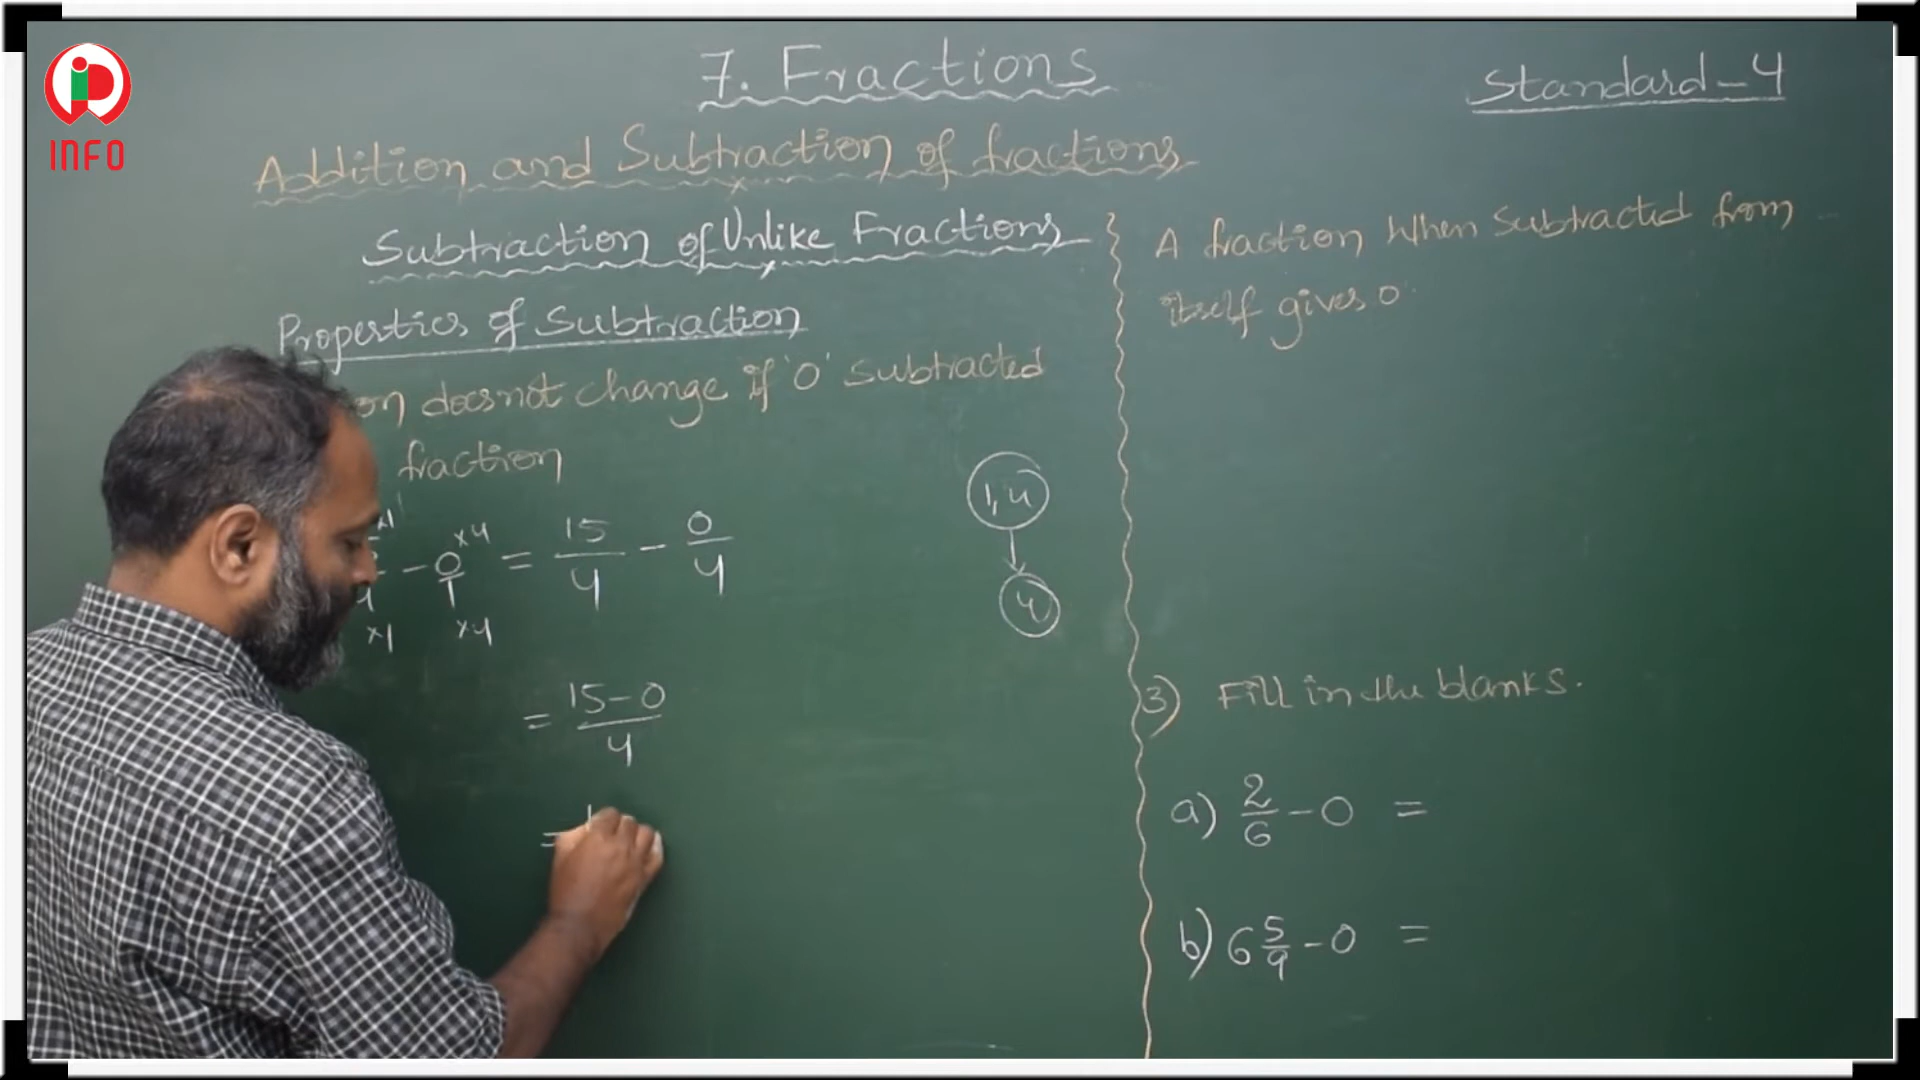 INFO
7. Fractions
Standard-4
Addition and Subtraction of fractions
Subtraction of Unlike Fractions
Properties of Subtraction
on doesnot change if '0' subtracted
fraction
×1 ×4
- 0/1 = 15/4 - 0/4
×1 ×4
= 15-0/4
= 1
1,4
4
A fraction when subtracted from
itself gives 0.
3) Fill in the blanks.
a) 2/6 - 0 =
b) 6 5/9 - 0 =